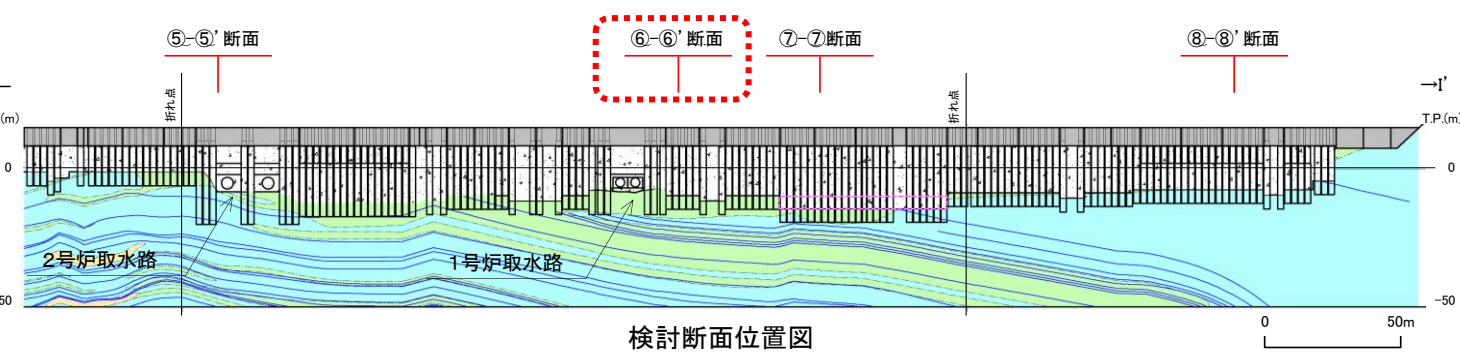 ⑤-⑤’断面
⑥-⑥’断面
⑦-⑦断面
⑧-⑧’断面
→I’
折れ点
折れ点
(m)
T.P.(m)
0
0
2号炉取水路
1号炉取水路
50
-50
検討断面位置図
0
50m